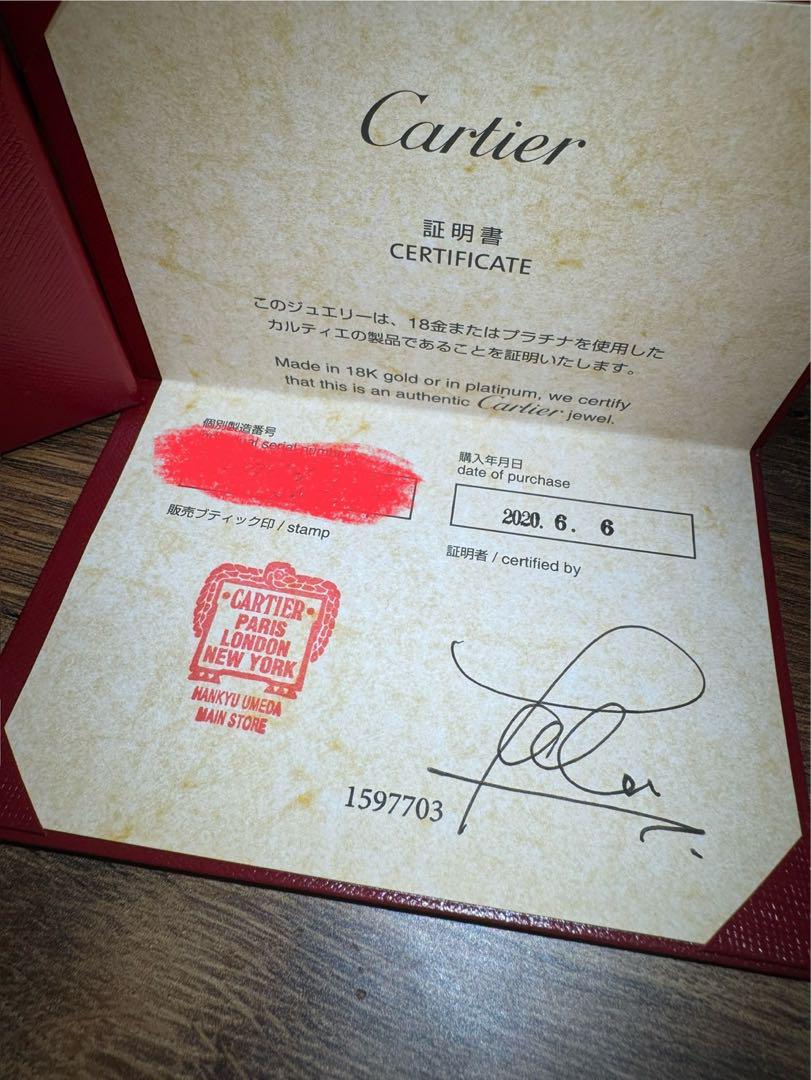 Cartier
証明書
CERTIFICATE
このジュエリーは、18金またはプラチナを使用した
カルティエの製品であることを証明いたします。
Made in 18K gold or in platinum, we certify
that this is an authentic Cartier jewel.
個別製造番号
serial number
購入年月日
date of purchase
2020. 6. 6
販売ブティック印 / stamp
証明者 / certified by
CARTIER
PARIS
LONDON
NEW YORK
HANKYU UMEDA
MAIN STORE
1597703